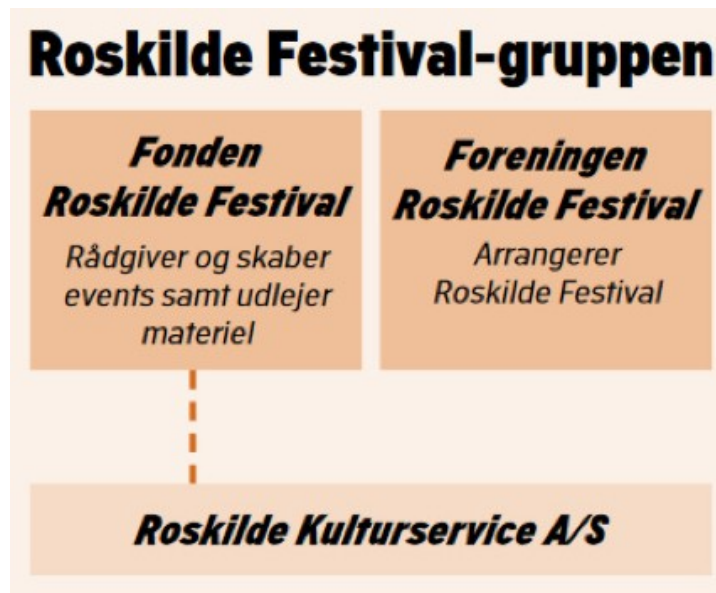 Roskilde Festival-gruppen
Fonden
Roskilde Festival
Rådgiver og skaber
events samt udlejer
materiel
Foreningen
Roskilde Festival
Arrangerer
Roskilde Festival
Roskilde Kulturservice A/S